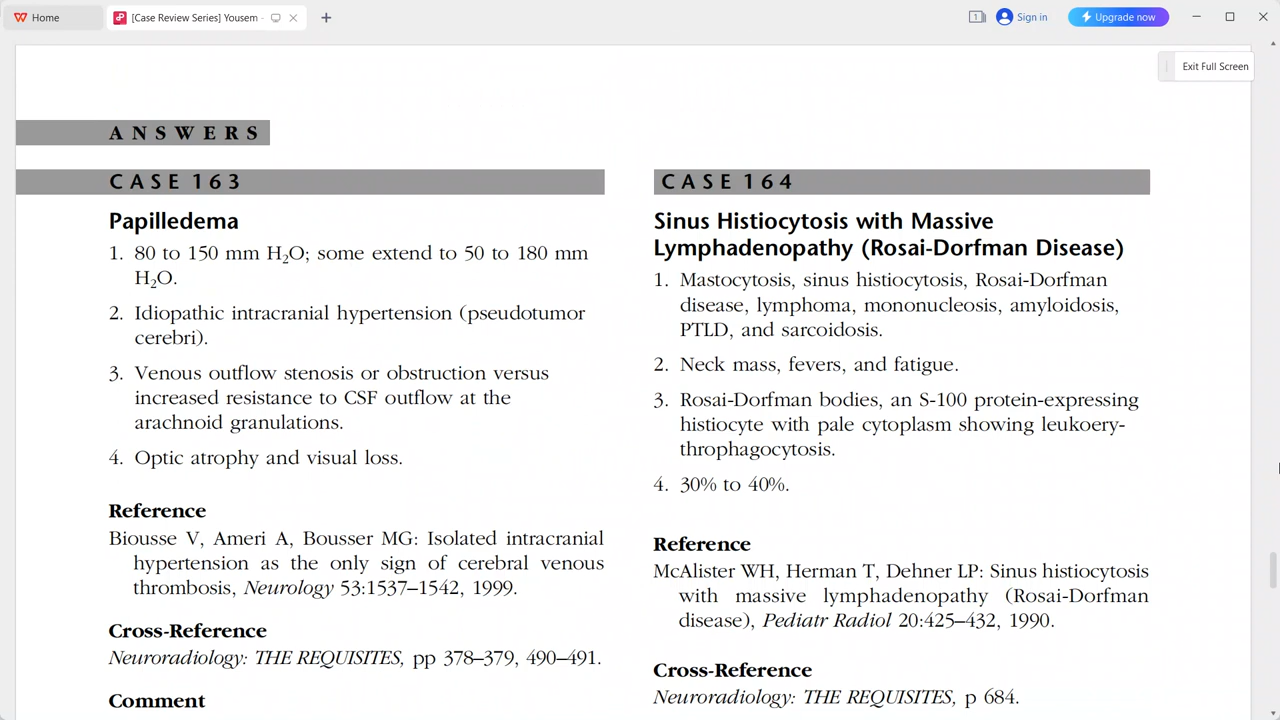 Home
[Case Review Series] Yousem -
1
Sign in
Upgrade now
Exit Full Screen
ANSWERS
CASE 163
Papilledema
1. 80 to 150 mm H₂O; some extend to 50 to 180 mm
H₂O.
2. Idiopathic intracranial hypertension (pseudotumor
cerebri).
3. Venous outflow stenosis or obstruction versus
increased resistance to CSF outflow at the
arachnoid granulations.
4. Optic atrophy and visual loss.
Reference
Biousse V, Ameri A, Bousser MG: Isolated intracranial
hypertension as the only sign of cerebral venous
thrombosis, Neurology 53:1537–1542, 1999.
Cross-Reference
Neuroradiology: THE REQUISITES, pp 378–379, 490–491.
Comment
CASE 164
Sinus Histiocytosis with Massive
Lymphadenopathy (Rosai-Dorfman Disease)
1. Mastocytosis, sinus histiocytosis, Rosai-Dorfman
disease, lymphoma, mononucleosis, amyloidosis,
PTLD, and sarcoidosis.
2. Neck mass, fevers, and fatigue.
3. Rosai-Dorfman bodies, an S-100 protein-expressing
histiocyte with pale cytoplasm showing leukoery-
throphagocytosis.
4. 30% to 40%.
Reference
McAlister WH, Herman T, Dehner LP: Sinus histiocytosis
with massive lymphadenopathy (Rosai-Dorfman
disease), Pediatr Radiol 20:425–432, 1990.
Cross-Reference
Neuroradiology: THE REQUISITES, p 684.